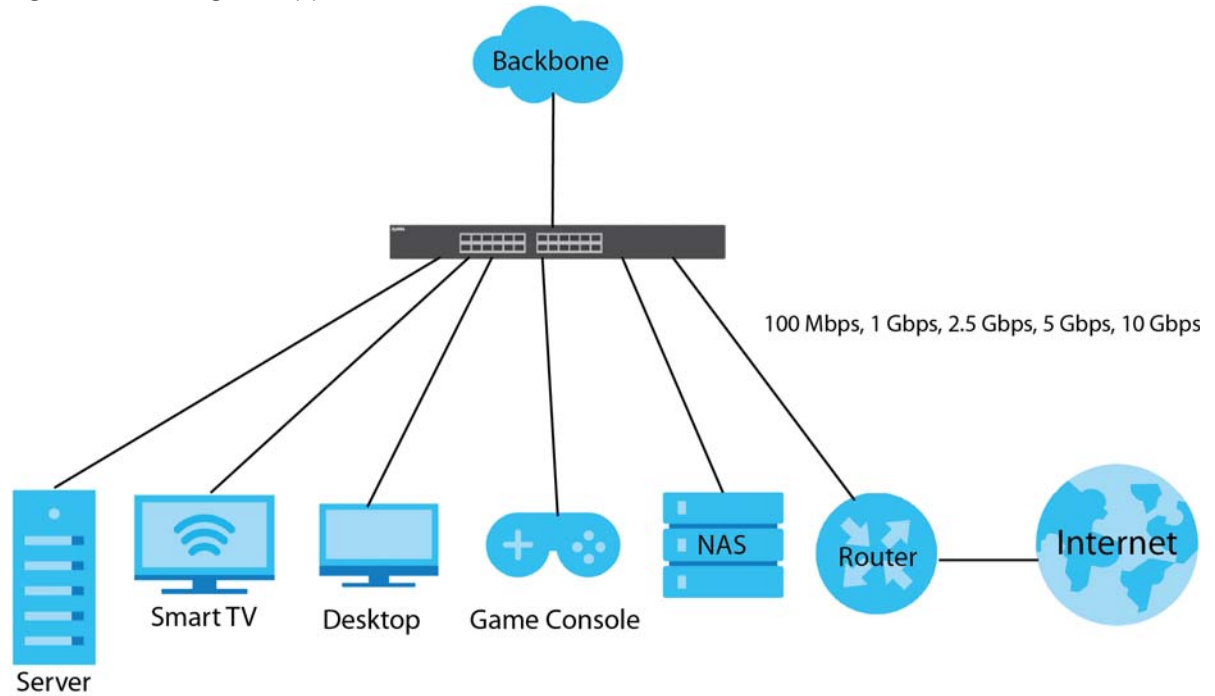 Backbone
100 Mbps, 1 Gbps, 2.5 Gbps, 5 Gbps, 10 Gbps
NAS
Router
Internet
Smart TV
Desktop
Game Console
Server